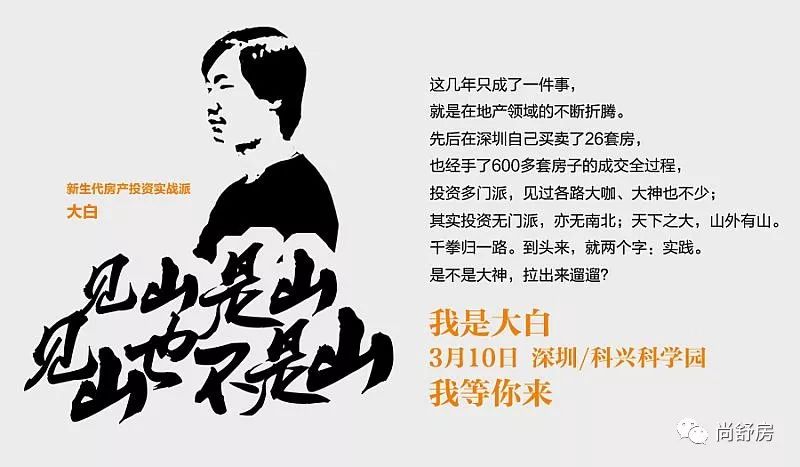 新生代房产投资实战派
大白
见山是山
见山也不是山
这几年只成了一件事，
就是在地产领域的不断折腾。
先后在深圳自己买卖了26套房，
也经手了600多套房子的成交全过程，
投资多门派，见过各路大咖、大神也不少；
其实投资无门派，亦无南北；天下之大，山外有山。
千拳归一路。到头来，就两个字：实践。
是不是大神，拉出来遛遛？
我是大白
3月10日 深圳/科兴科学园
我等你来
尚舒房